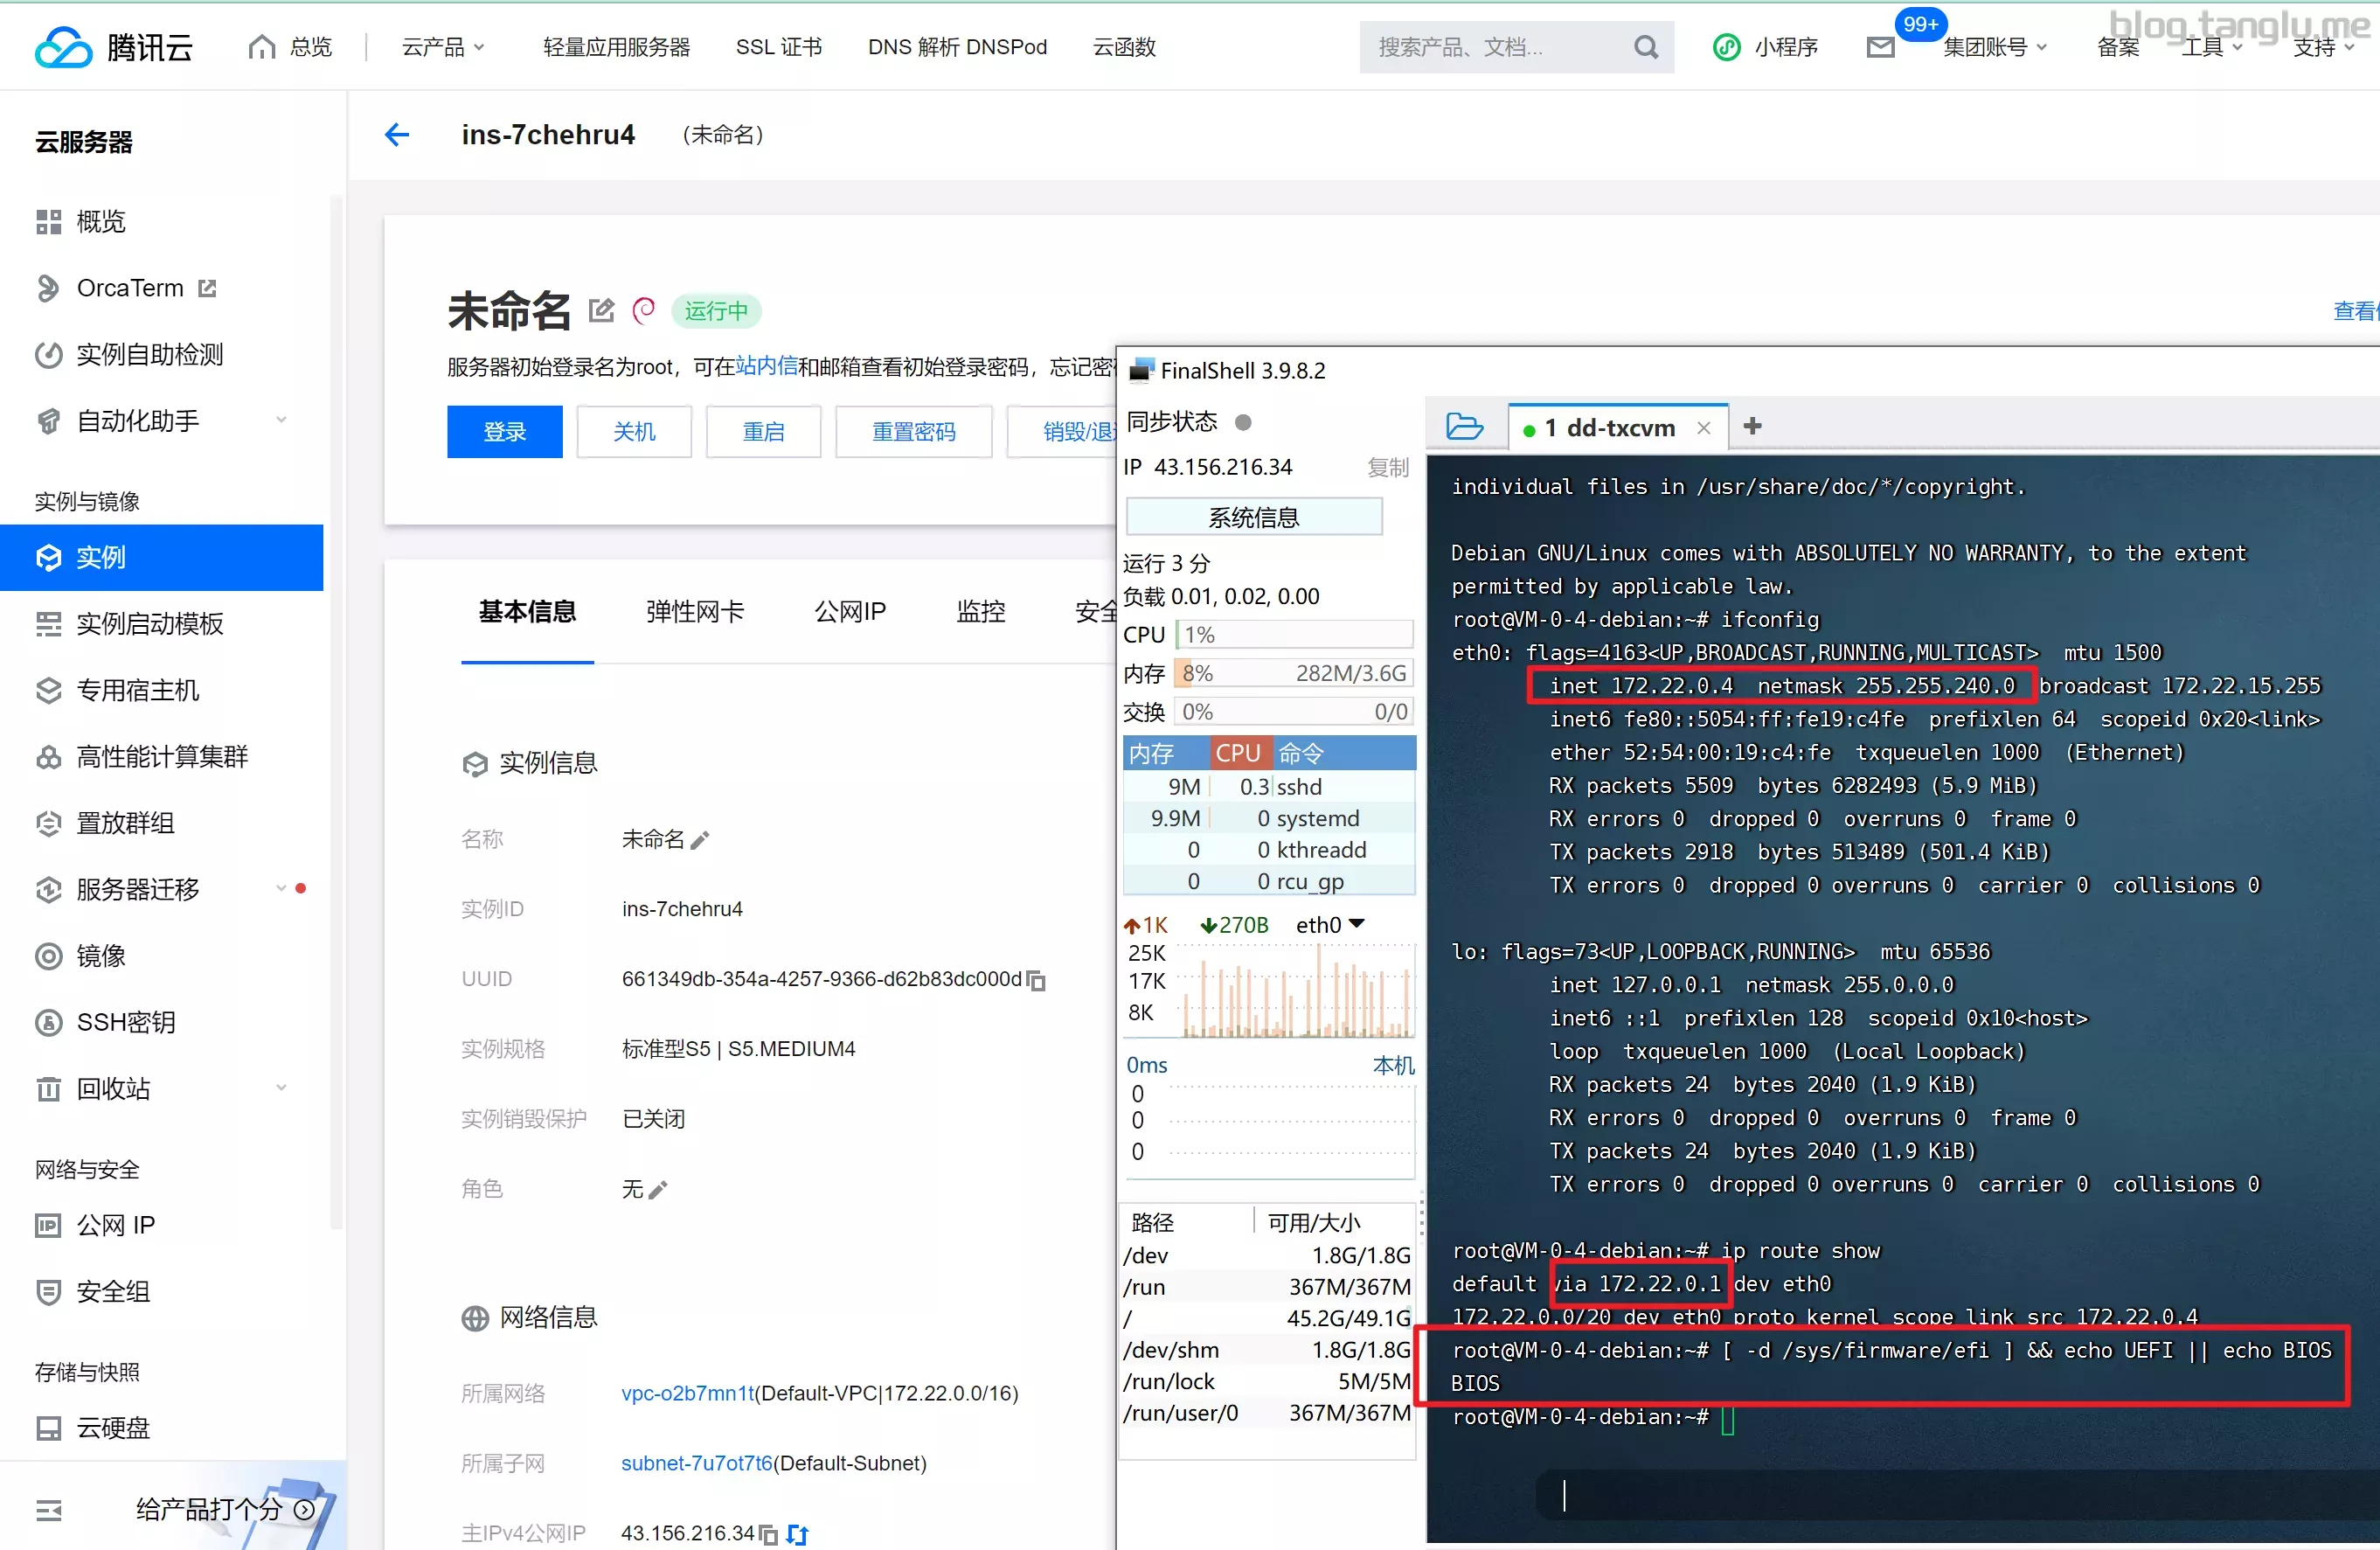 blog.tanglu.me
腾讯云
总览
云产品
轻量应用服务器
SSL 证书
DNS 解析 DNSPod
云函数
搜索产品、文档...
小程序
99+
集团账号
备案
工具
支持
云服务器
概览
OrcaTerm
实例自助检测
自动化助手
实例与镜像
实例
实例启动模板
专用宿主机
高性能计算集群
置放群组
服务器迁移
镜像
SSH密钥
回收站
网络与安全
公网 IP
安全组
存储与快照
云硬盘
给产品打个分
ins-7chehru4
（未命名）
未命名
运行中
查看
服务器初始登录名为root，可在站内信和邮箱查看初始登录密码，忘记密
登录
关机
重启
重置密码
销毁/退
基本信息
弹性网卡
公网IP
监控
安全
实例信息
名称 未命名
实例ID ins-7chehru4
UUID 661349db-354a-4257-9366-d62b83dc000d
实例规格 标准型S5 | S5.MEDIUM4
实例销毁保护 已关闭
角色 无
网络信息
所属网络 vpc-o2b7mn1t(Default-VPC|172.22.0.0/16)
所属子网 subnet-7u7ot7t6(Default-Subnet)
主IPv4公网IP 43.156.216.34
FinalShell 3.9.8.2
同步状态
IP 43.156.216.34 复制
系统信息
运行 3 分
负载 0.01, 0.02, 0.00
CPU 1%
内存 8% 282M/3.6G
交换 0% 0/0
内存 CPU 命令
9M 0.3 sshd
9.9M 0 systemd
0 0 kthreadd
0 0 rcu_gp
1K 270B eth0
25K
17K
8K
0ms 本机
0
0
0
路径 可用/大小
/dev 1.8G/1.8G
/run 367M/367M
/ 45.2G/49.1G
/dev/shm 1.8G/1.8G
/run/lock 5M/5M
/run/user/0 367M/367M
1 dd-txcvm
individual files in /usr/share/doc/*/copyright.
Debian GNU/Linux comes with ABSOLUTELY NO WARRANTY, to the extent
permitted by applicable law.
root@VM-0-4-debian:~# ifconfig
eth0: flags=4163<UP,BROADCAST,RUNNING,MULTICAST>  mtu 1500
inet 172.22.0.4  netmask 255.255.240.0  broadcast 172.22.15.255
inet6 fe80::5054:ff:fe19:c4fe  prefixlen 64  scopeid 0x20<link>
ether 52:54:00:19:c4:fe  txqueuelen 1000  (Ethernet)
RX packets 5509  bytes 6282493 (5.9 MiB)
RX errors 0  dropped 0  overruns 0  frame 0
TX packets 2918  bytes 513489 (501.4 KiB)
TX errors 0  dropped 0 overruns 0  carrier 0  collisions 0
lo: flags=73<UP,LOOPBACK,RUNNING>  mtu 65536
inet 127.0.0.1  netmask 255.0.0.0
inet6 ::1  prefixlen 128  scopeid 0x10<host>
loop  txqueuelen 1000  (Local Loopback)
RX packets 24  bytes 2040 (1.9 KiB)
RX errors 0  dropped 0  overruns 0  frame 0
TX packets 24  bytes 2040 (1.9 KiB)
TX errors 0  dropped 0 overruns 0  carrier 0  collisions 0
root@VM-0-4-debian:~# ip route show
default via 172.22.0.1 dev eth0
172.22.0.0/20 dev eth0 proto kernel scope link src 172.22.0.4
root@VM-0-4-debian:~# [ -d /sys/firmware/efi ] && echo UEFI || echo BIOS
BIOS
root@VM-0-4-debian:~#